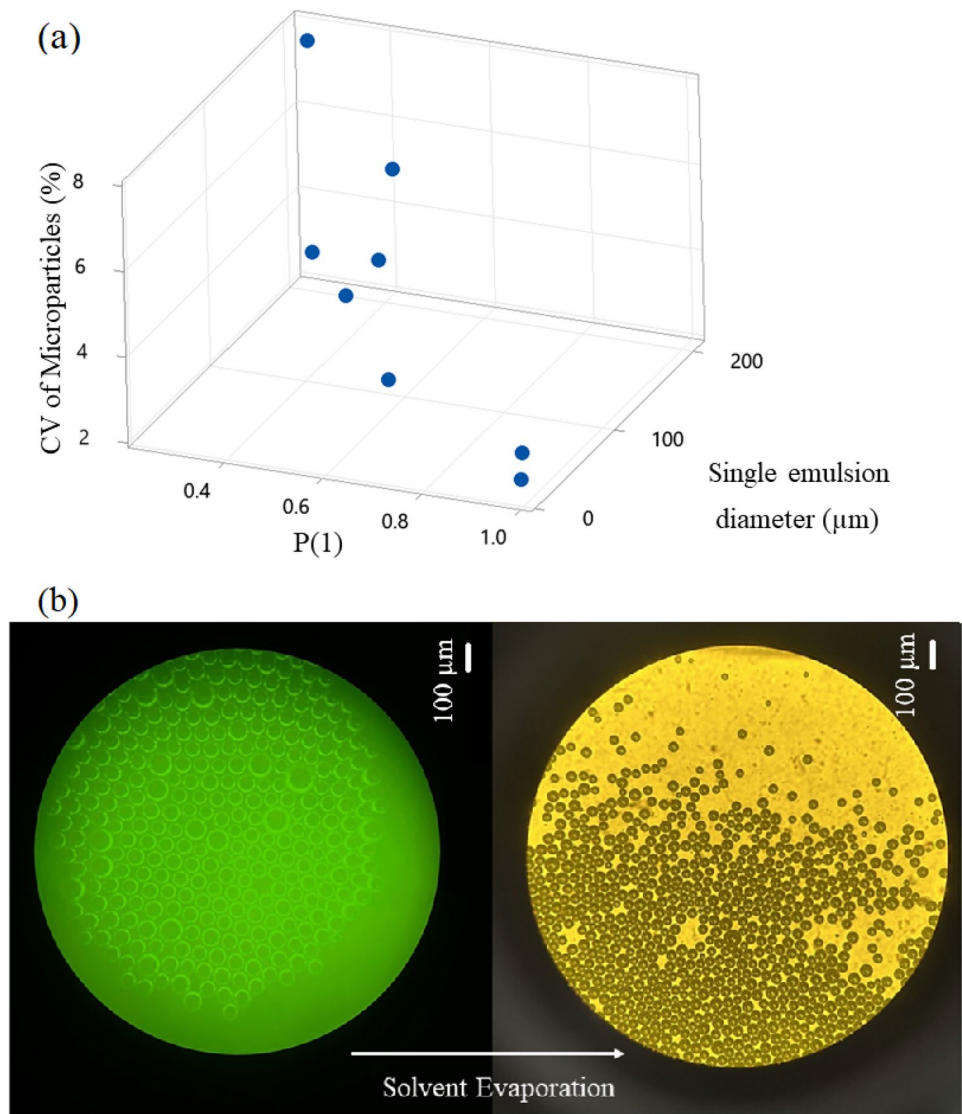 (a)
CV of Microparticles (%)
8
6
4
2
0.4
0.6
0.8
1.0
P(1)
0
100
200
Single emulsion
diameter (µm)
(b)
100 µm
100 µm
Solvent Evaporation